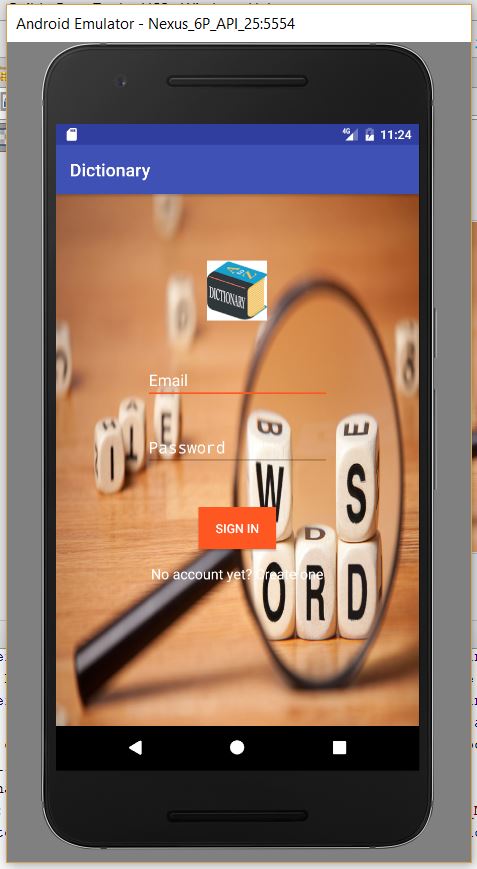 Android Emulator - Nexus_6P_API_25:5554
4G 11:24
Dictionary
A S N
DICTIONARY
Email
Password
SIGN IN
No account yet? Create one
B E
I T E
W S
D
O R D